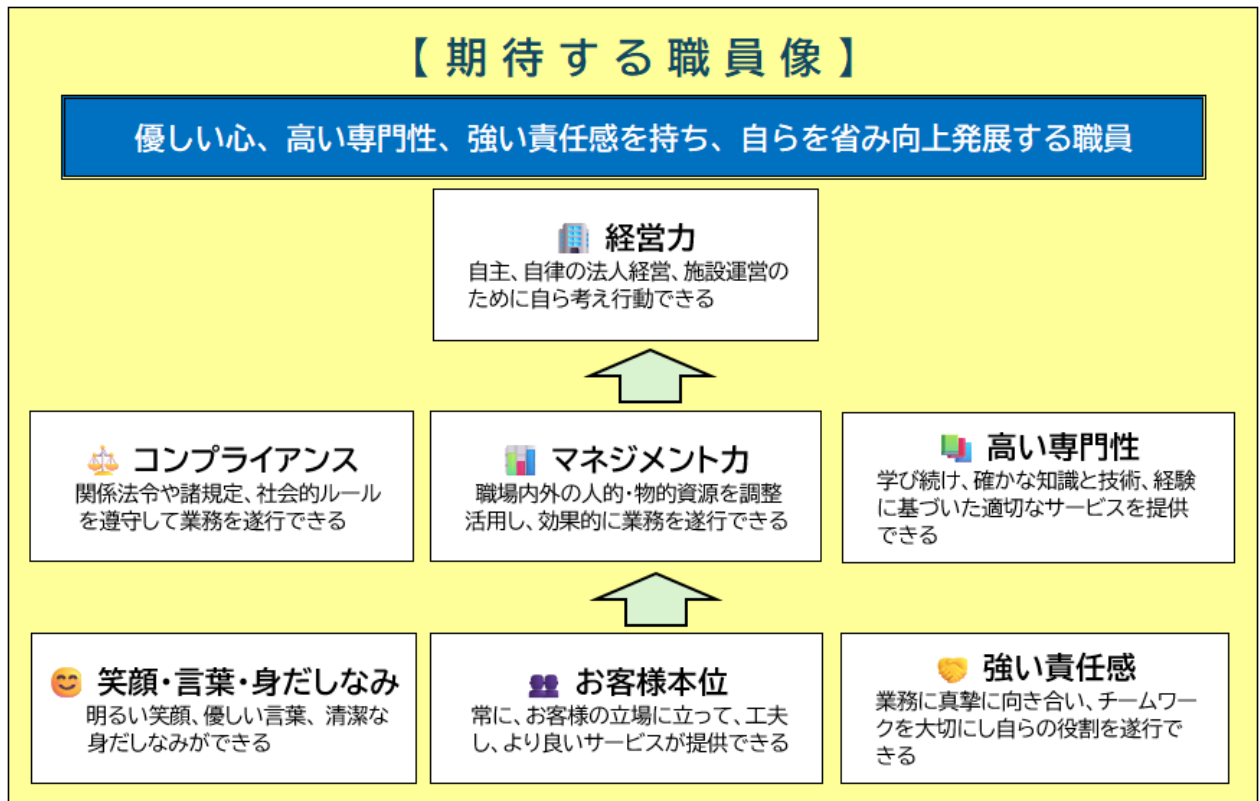 【期待する職員像】
優しい心、高い専門性、強い責任感を持ち、自らを省み向上発展する職員
経営力
自主、自律の法人経営、施設運営の
ために自ら考え行動できる
コンプライアンス
関係法令や諸規定、社会的ルール
を遵守して業務を遂行できる
マネジメント力
職場内外の人的・物的資源を調整
活用し、効果的に業務を遂行できる
高い専門性
学び続け、確かな知識と技術、経験
に基づいた適切なサービスを提供
できる
笑顔・言葉・身だしなみ
明るい笑顔、優しい言葉、清潔な
身だしなみができる
お客様本位
常に、お客様の立場に立って、工夫
し、より良いサービスが提供できる
強い責任感
業務に真摯に向き合い、チームワー
クを大切にし自らの役割を遂行で
きる